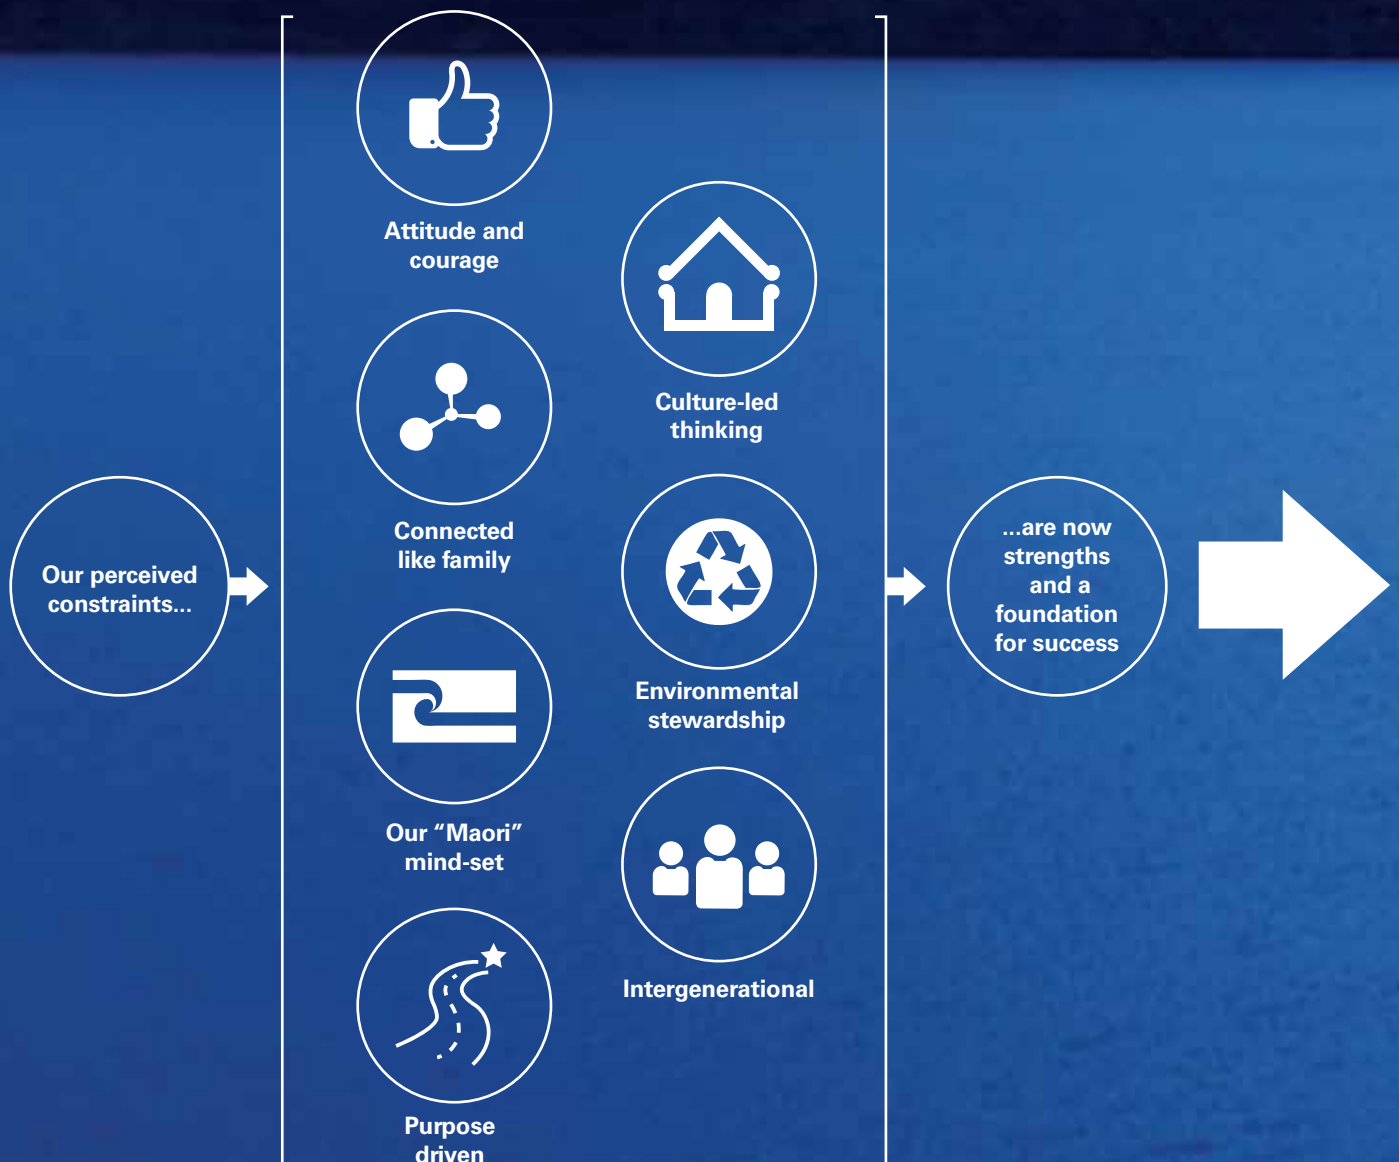 Our perceived
constraints...
Attitude and
courage
Connected
like family
Our “Maori”
mind-set
Purpose
driven
Culture-led
thinking
Environmental
stewardship
Intergenerational
...are now
strengths
and a
foundation
for success